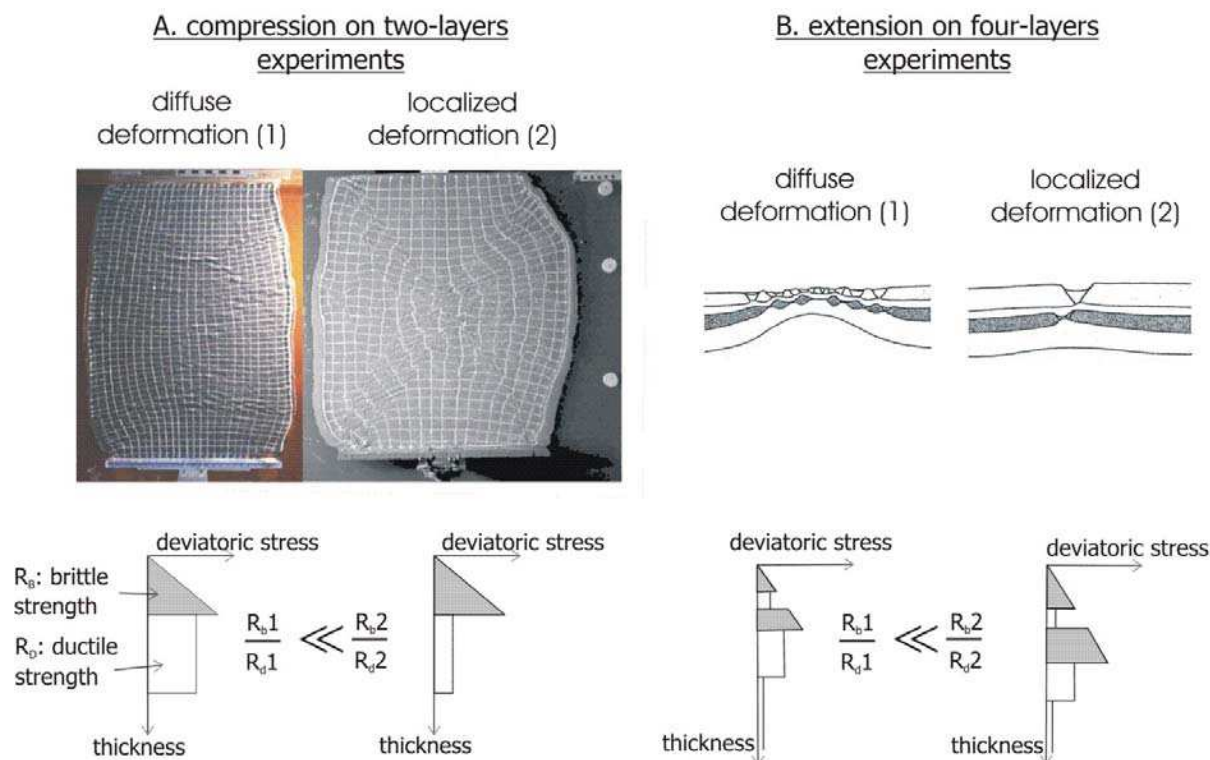 A. compression on two-layers
experiments
diffuse
deformation (1)
localized
deformation (2)
B. extension on four-layers
experiments
diffuse
deformation (1)
localized
deformation (2)
deviatoric stress
R_B: brittle
strength
R_D: ductile
strength
thickness
R_b1
R_d1
<<
R_b2
R_d2
deviatoric stress
thickness
deviatoric stress
thickness
R_b1
R_d1
<<
R_b2
R_d2
deviatoric stress
thickness